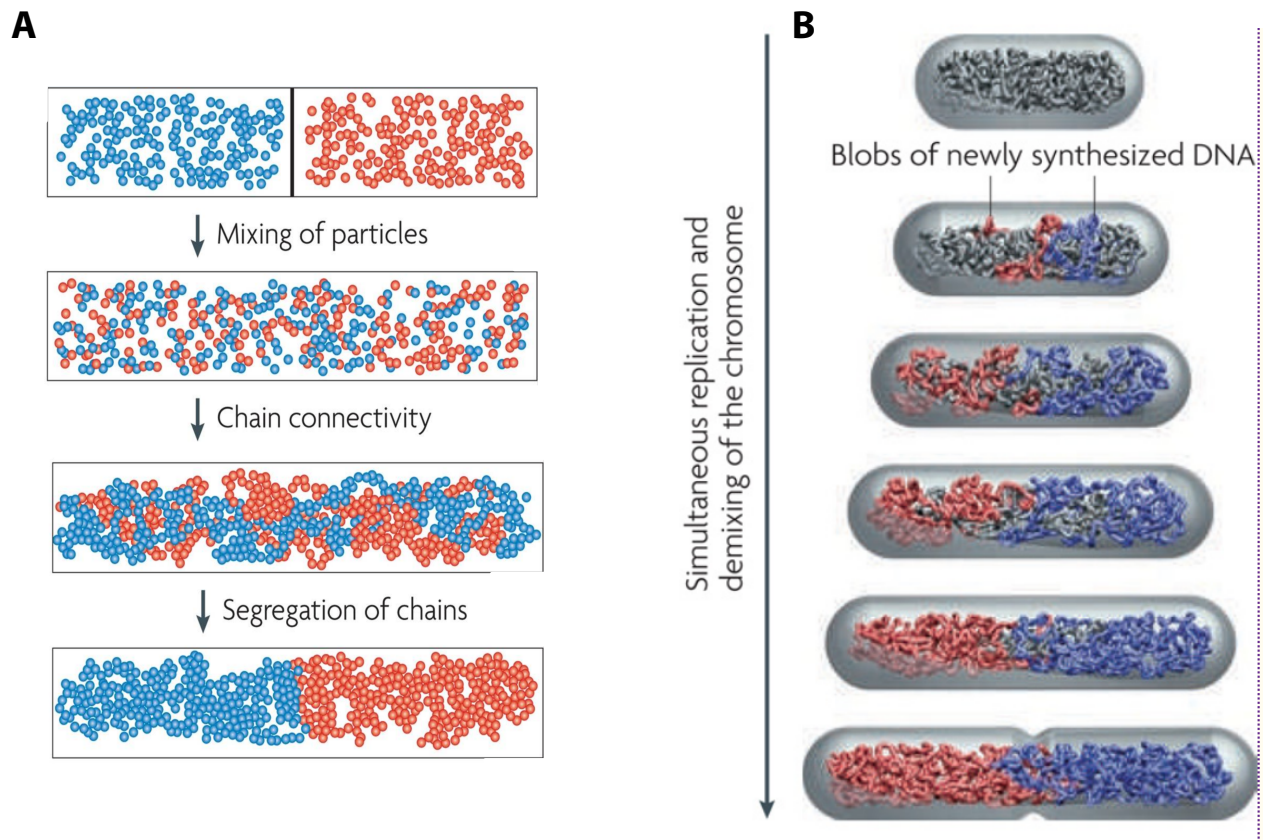 A
Mixing of particles
Chain connectivity
Segregation of chains
Simultaneous replication and
demixing of the chromosome
B
Blobs of newly synthesized DNA